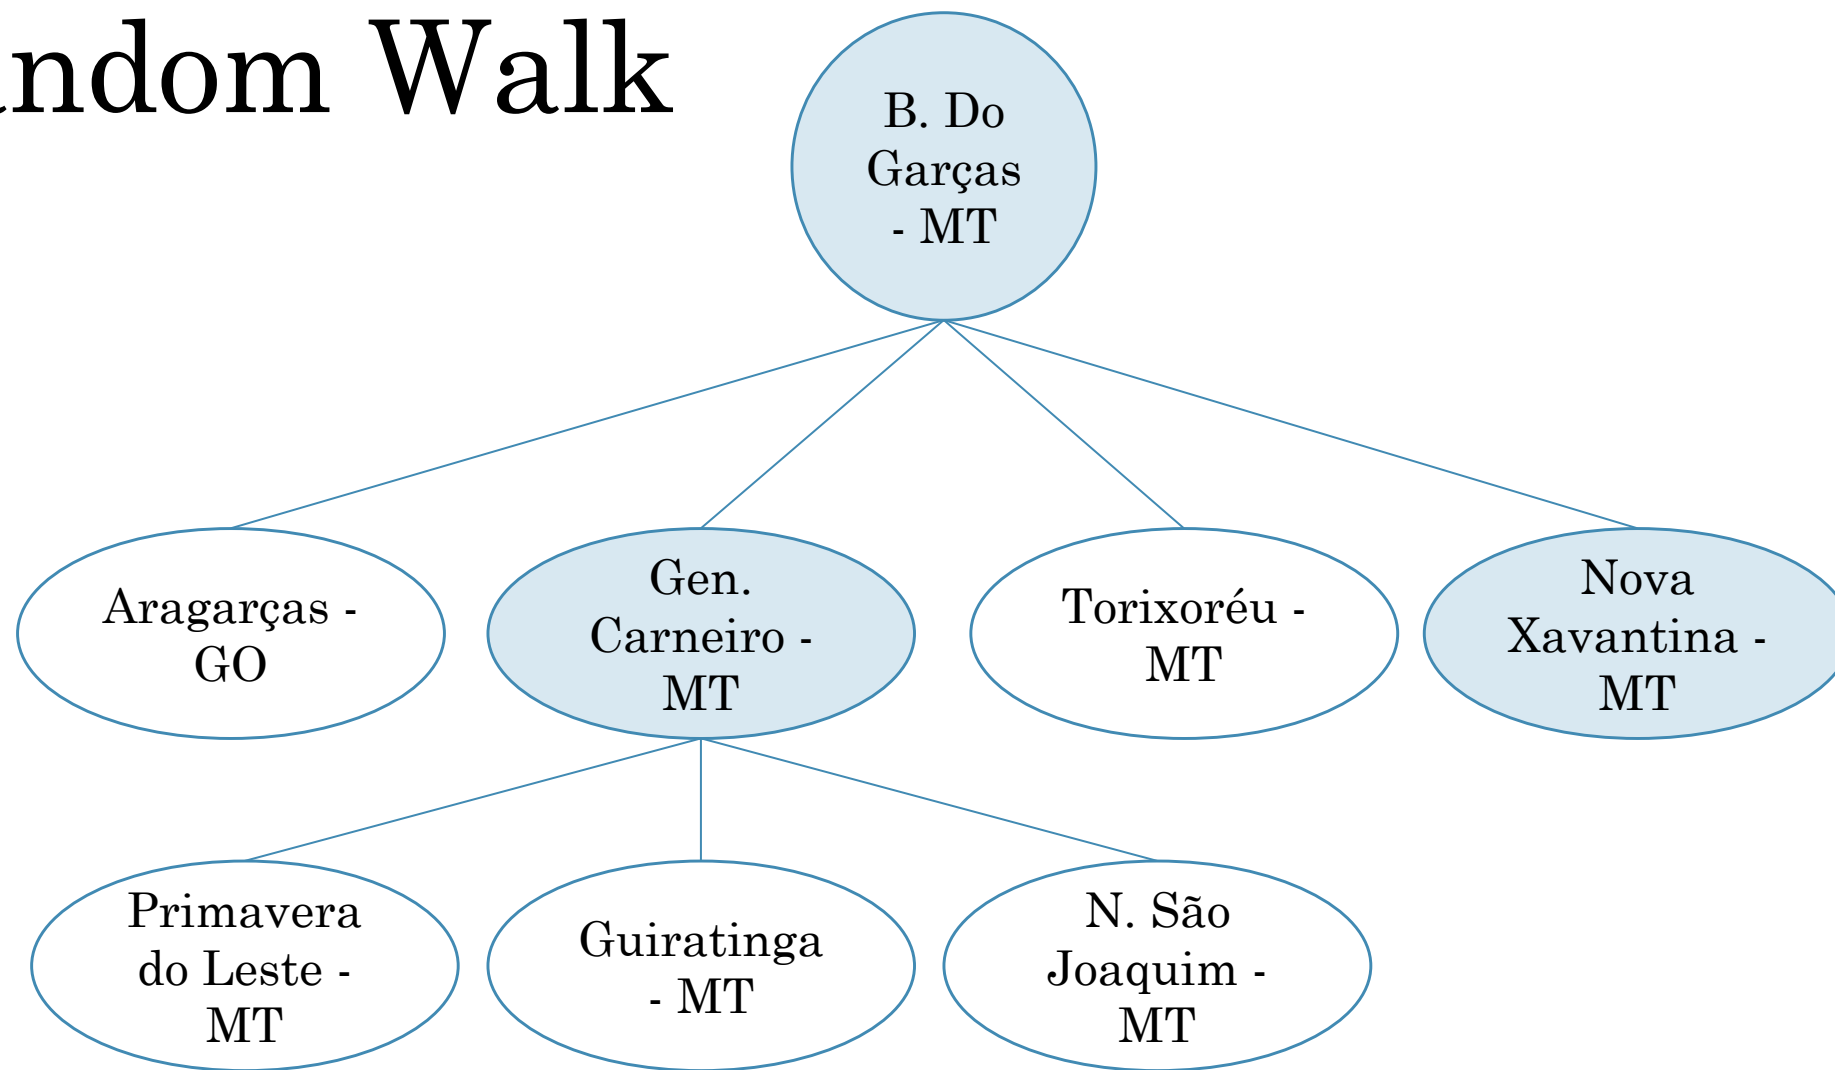 andom Walk
B. Do
Garças
- MT
Aragarças -
GO
Gen.
Carneiro -
MT
Torixoréu -
MT
Nova
Xavantina -
MT
Primavera
do Leste -
MT
Guiratinga
- MT
N. São
Joaquim -
MT